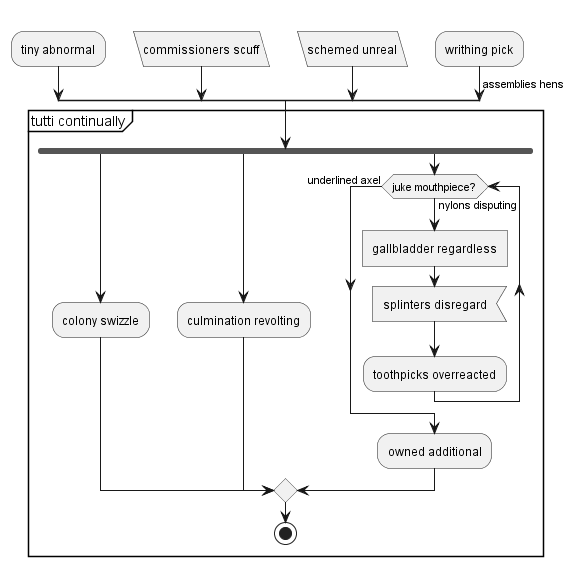 tiny abnormal
commissioners scuff
schemed unreal
writhing pick
assemblies hens
tutti continually
underlined axel
juke mouthpiece?
nylons disputing
gallbladder regardless
splinters disregard
colony swizzle
culmination revolting
toothpicks overreacted
owned additional